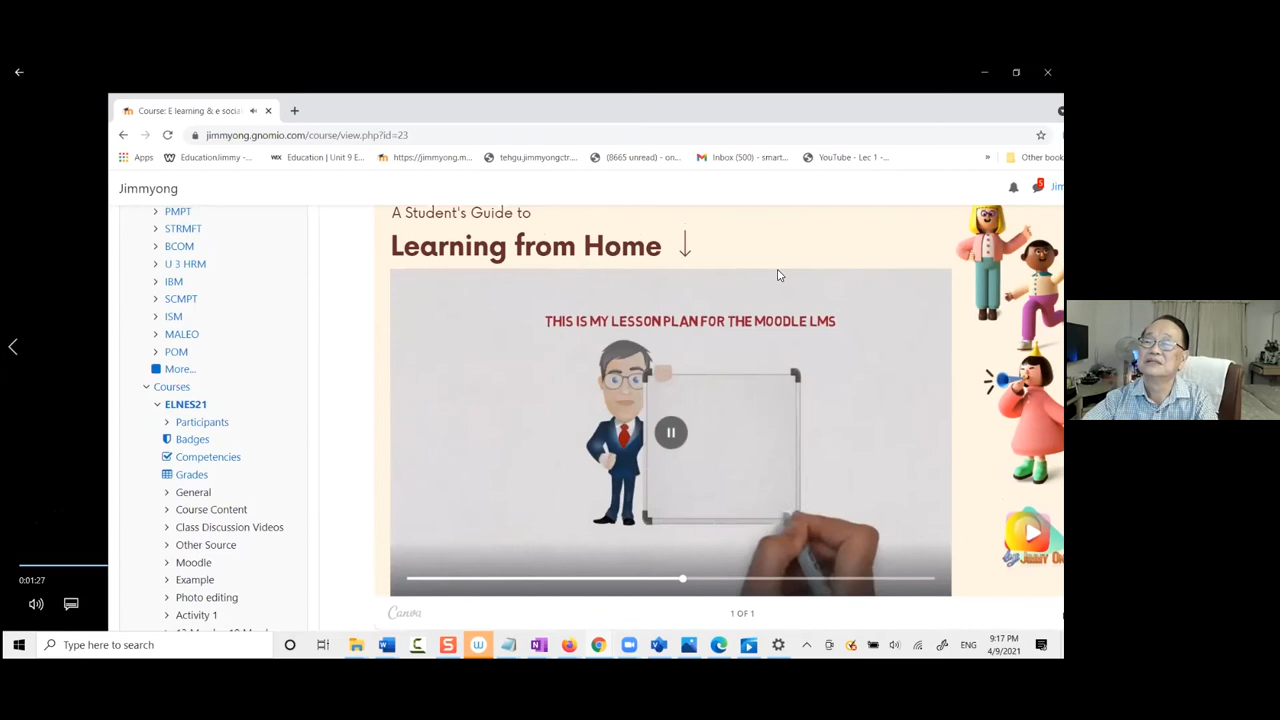 Course: E learning & e socia
jimmyong.gnomio.com/course/view.php?id=23
Apps
EducationJimmy -...
WIX
Education | Unit 9 E...
https://jimmyong.m...
tehgu.jimmyongctr....
(8665 unread) - on...
Inbox (500) - smart...
YouTube - Lec 1 -...
»
Other book
Jimmyong
5
Jim
PMPT
STRMFT
BCOM
U 3 HRM
IBM
SCMPT
ISM
MALEO
POM
More...
Courses
ELNES21
Participants
Badges
Competencies
Grades
General
Course Content
Class Discussion Videos
Other Source
Moodle
Example
Photo editing
Activity 1
A Student's Guide to
Learning from Home
THIS IS MY LESSON PLAN FOR THE MOODLE LMS
Canva
1 OF 1
0:01:27
Type here to search
ENG
9:17 PM
4/9/2021